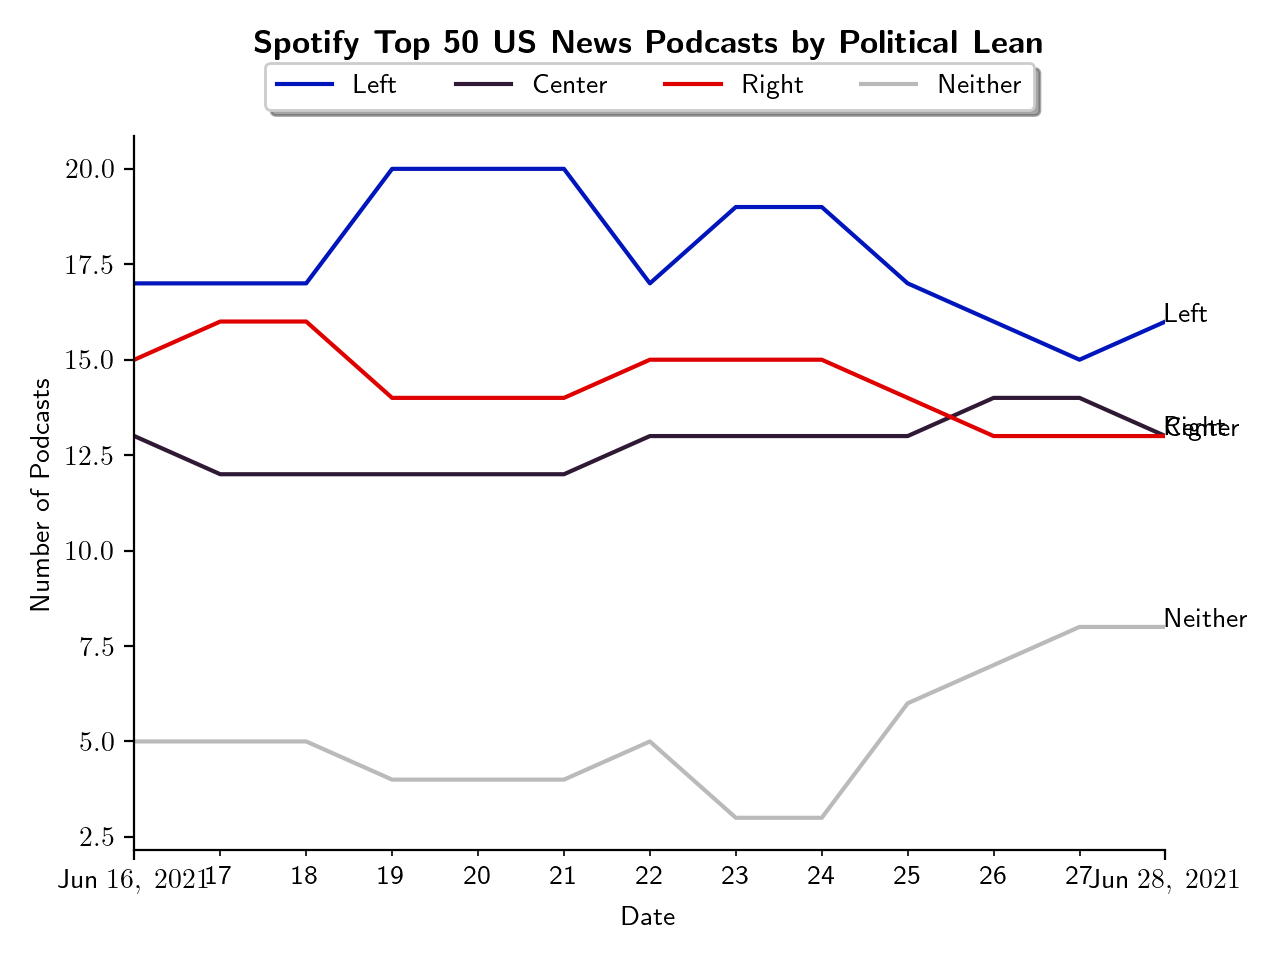 Spotify Top 50 US News Podcasts by Political Lean
Left Center Right Neither
20.0
17.5
15.0
12.5
10.0
7.5
5.0
2.5
Number of Podcasts
Left
Right
Center
Neither
Jun 16, 2021 17 18 19 20 21 22 23 24 25 26 27 Jun 28, 2021
Date